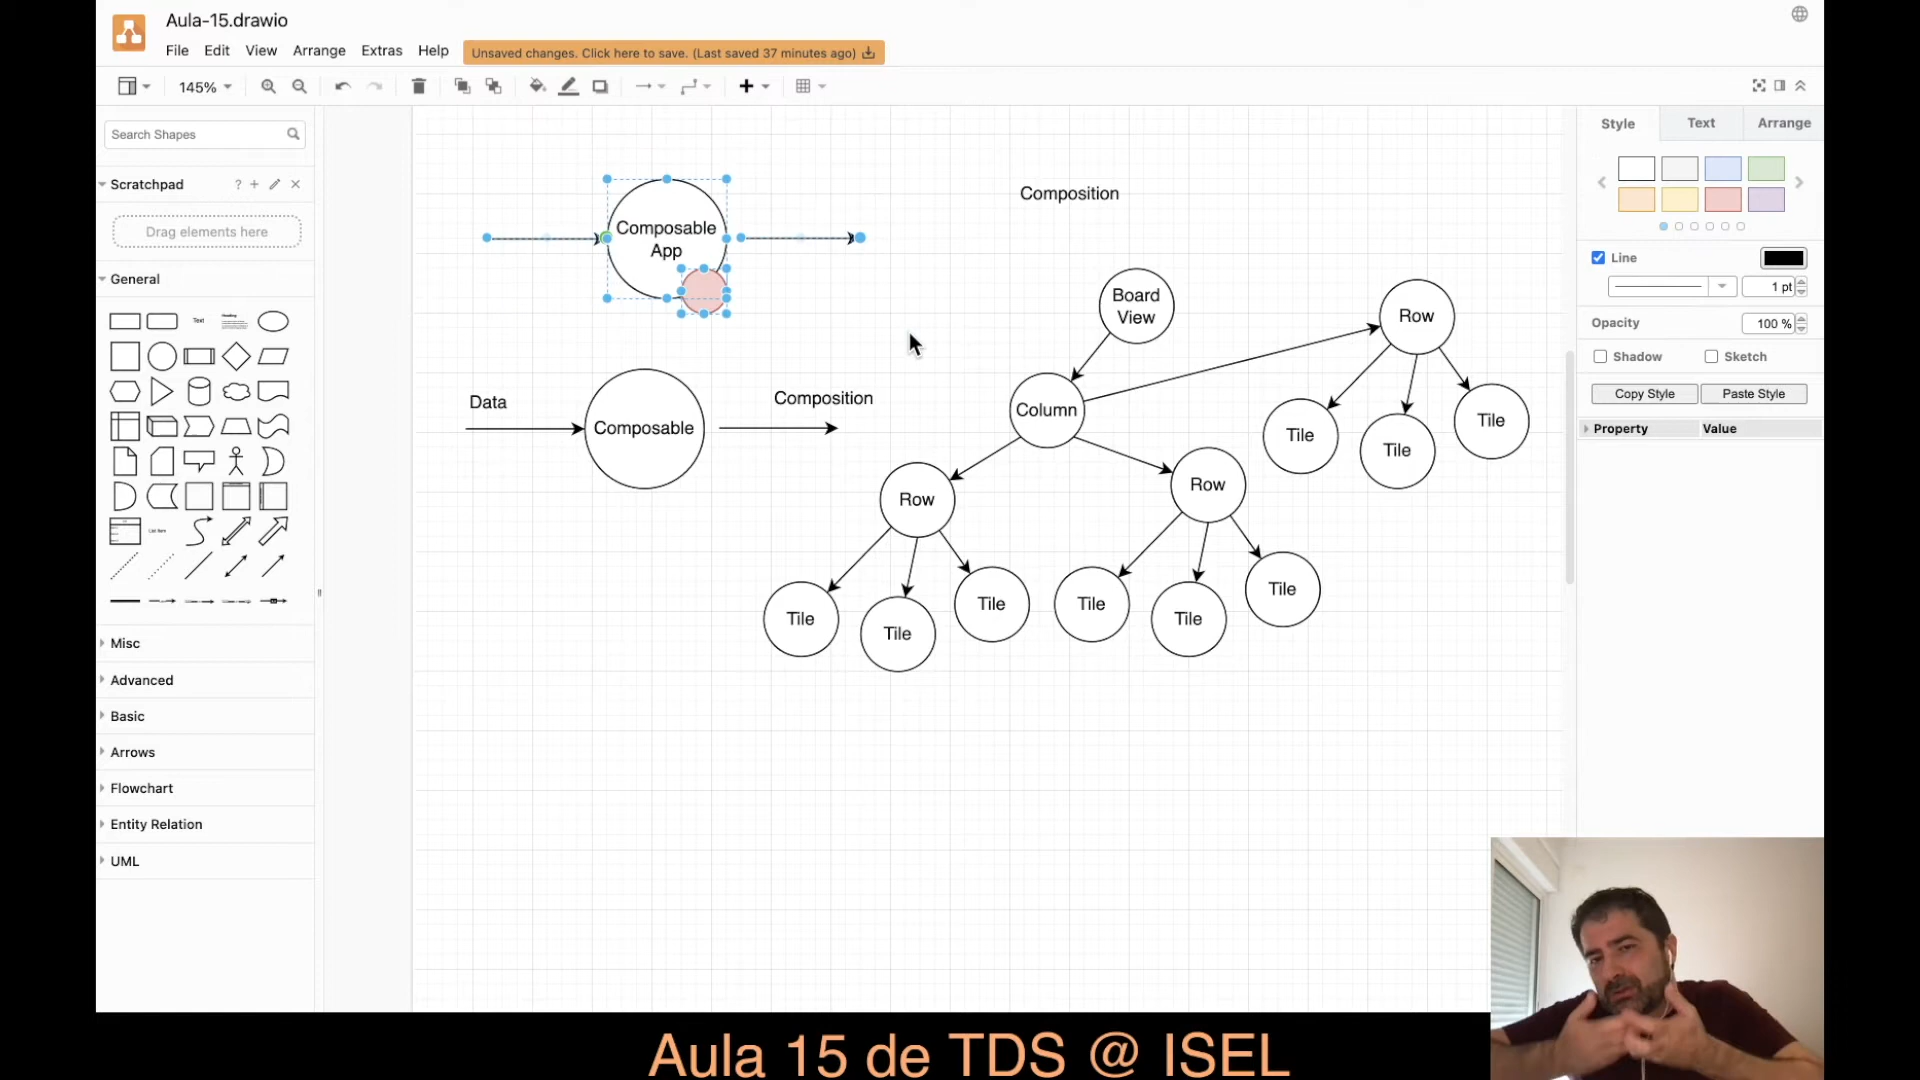 Aula-15.drawio
File Edit View Arrange Extras Help
Unsaved changes. Click here to save. (Last saved 37 minutes ago)
145%
Search Shapes
Scratchpad
?
Drag elements here
General
Text
Heading
List Item
Misc
Advanced
Basic
Arrows
Flowchart
Entity Relation
UML
Composable
App
Data
Composable
Composition
Composition
Board
View
Column
Row
Row
Row
Tile
Tile
Tile
Tile
Tile
Tile
Tile
Tile
Tile
Style Text Arrange
Line
1 pt
Opacity
100 %
Shadow Sketch
Copy Style Paste Style
Property Value
Aula 15 de TDS @ ISEL